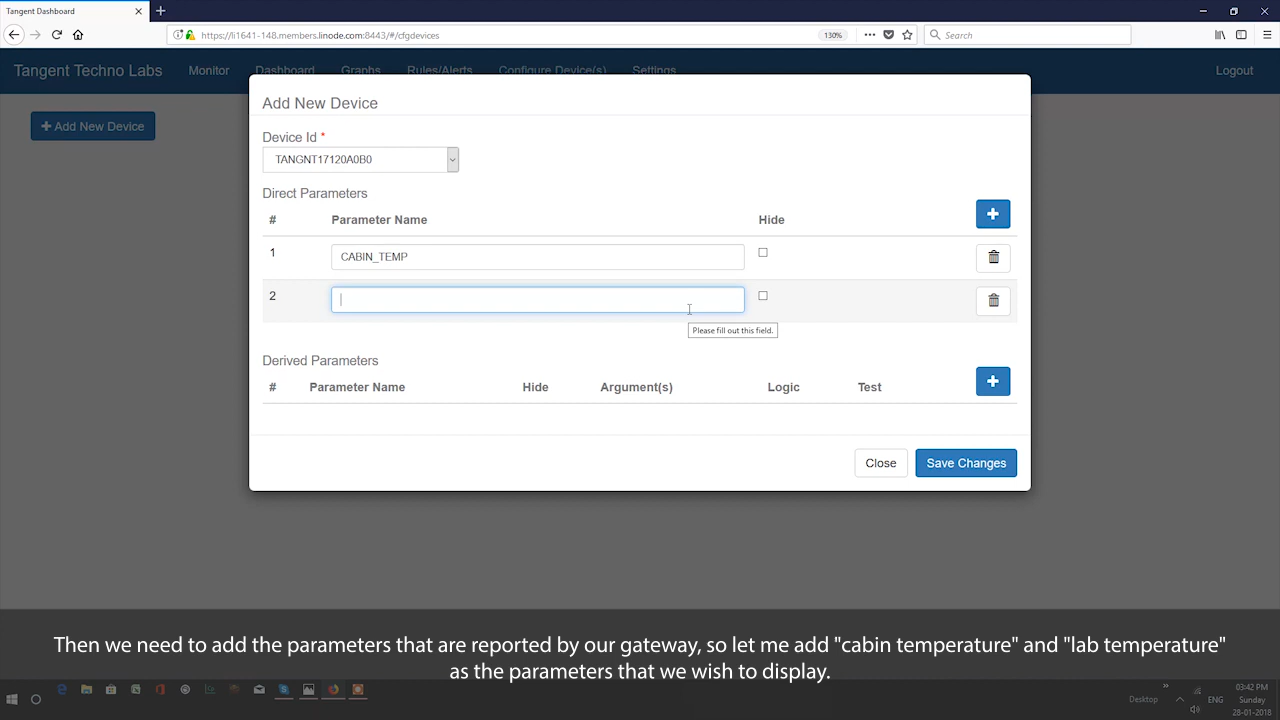 Tangent Dashboard
https://li1641-148.members.linode.com:8443/#/cfgdevices
130%
Search
Tangent Techno Labs Monitor Dashboard Graphs Rules/Alerts Configure Device(s) Settings Logout
Add New Device
Add New Device
Device Id *
TANGNT17120A0B0
Direct Parameters
# Parameter Name Hide
1 CABIN_TEMP
2
Please fill out this field.
Derived Parameters
# Parameter Name Hide Argument(s) Logic Test
Close Save Changes
Then we need to add the parameters that are reported by our gateway, so let me add "cabin temperature" and "lab temperature"
as the parameters that we wish to display.
03:42 PM
Desktop ENG Sunday
28-01-2018